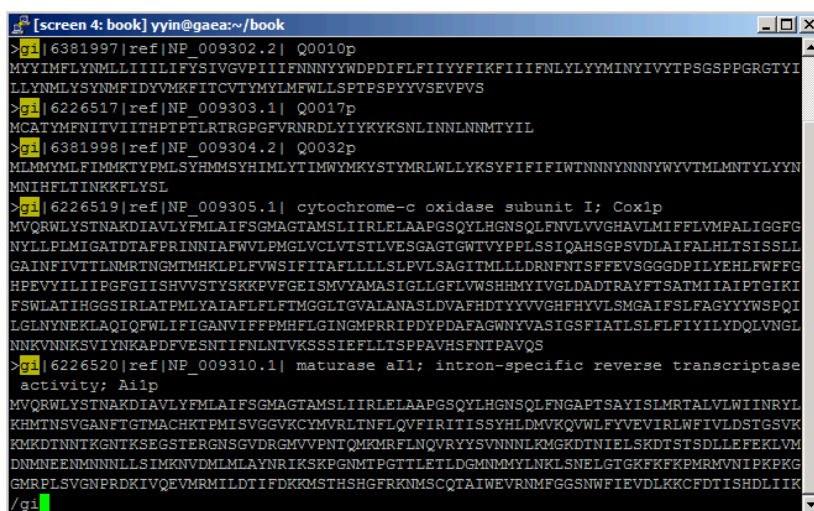 [screen 4: book] yyin@gaea:~/book
>gi|6381997|ref|NP_009302.2| Q0010p
MYYIMFLYNMLLIIILIFYSIVGVPIIIFNNNYYWDPDIFLFIIYYFIKFIIIFNLYLYYMINYIVYTPSGSPPGRGTYI
LLYNMLYSYNMFIDYVMKFITCVTYMYLMFWLLSPTPSPYYVSEVPVS
>gi|6226517|ref|NP_009303.1| Q0017p
MCATYMFNITVIITHPTPTLRTRGPGFVRNRDLYIYKYKSNLINNLNNMTYIL
>gi|6381998|ref|NP_009304.2| Q0032p
MLMMYMLFIMMKTYPMLSYHMMSYHIMLYTIMWYMKYSTYMRLWLLYKSYFIFIFIWTNNNYNNNYWYVTMLMNTYLYYN
MNIHFLTINKKFLYSL
>gi|6226519|ref|NP_009305.1| cytochrome-c oxidase subunit I; Cox1p
MVQRWLYSTNAKDIAVLYFMLAIFSGMAGTAMSLIIRLELAAPGSQYLHGNSQLFNVLVVGHAVLMIFFLVMPALIGGFG
NYLLPLMIGATDTAFPRINNIAFWVLPMGLVCLVTSTLVESGAGTGWTVYPPLSSIQAHSGPSVDLAIFALHLTSISSLL
GAINFIVTTLNMRTNGMTMHKLPLFVWSIFITAFLLLLSLPVLSAGITMLLLDRNFNTSFFEVSGGGDPILYEHLFWFFG
HPEVYILIIPGFGIISHVVSTYSKKPVFGEISMVYAMASIGLLGFLVWSHHMYIVGLDADTRAYFTSATMIIAIPTGIKI
FSWLATIHGGSIRLATPMLYAIAFLFLFTMGGLTGVALANASLDVAFHDTYYVVGHFHYVLSMGAIFSLFAGYYYWSPQI
LGLNYNEKLAQIQFWLIFIGANVIFFPMHFLGINGMPRRIPDYPDAFAGWNYVASIGSFIATLSLFLFIYILYDQLVNGL
NNKVNNKSVIYNKAPDFVESNTIFNLNTVKSSSIEFLLTSPPAVHSFNTPAVQS
>gi|6226520|ref|NP_009310.1| maturase aI1; intron-specific reverse transcriptase
 activity; Ai1p
MVQRWLYSTNAKDIAVLYFMLAIFSGMAGTAMSLIIRLELAAPGSQYLHGNSQLFNGAPTSAYISLMRTALVLWIINRYL
KHMTNSVGANFTGTMACHKTPMISVGGVKCYMVRLTNFLQVFIRITISSYHLDMVKQVWLFYVEVIRLWFIVLDSTGSVK
KMKDTNNTKGNTKSEGSTERGNSGVDRGMVVPNTQMKMRFLNQVRYYSVNNNLKMGKDTNIELSKDTSTSDLLEFEKLVM
DNMNEENMNNNLLSIMKNVDMLMLAYNRIKSKPGNMTPGTTLETLDGMNMMYLNKLSNELGTGKFKFKPMRMVNIPKPKG
GMRPLSVGNPRDKIVQEVMRMILDTIFDKKMSTHSHGFRKNMSCQTAIWEVRNMFGGSNWFIEVDLKKCFDTISHDLIIK
/gi